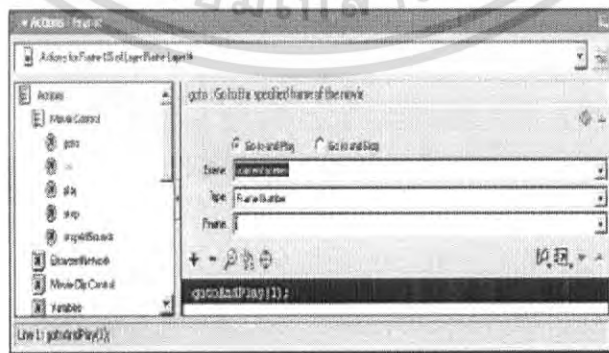 Actions - Frame
Actions for Frame of Layer Name Layer
Actions
Movie Control
goto
on
play
stop
stopAllSounds
Browser/Network
Movie Clip Control
Variables
goto : Go to the specified frame of the movie
Go to and Play
Go to and Stop
Scene
<current scene>
Type
Frame Number
Frame
1
gotoAndPlay(1);
Line 1: gotoAndPlay(1);